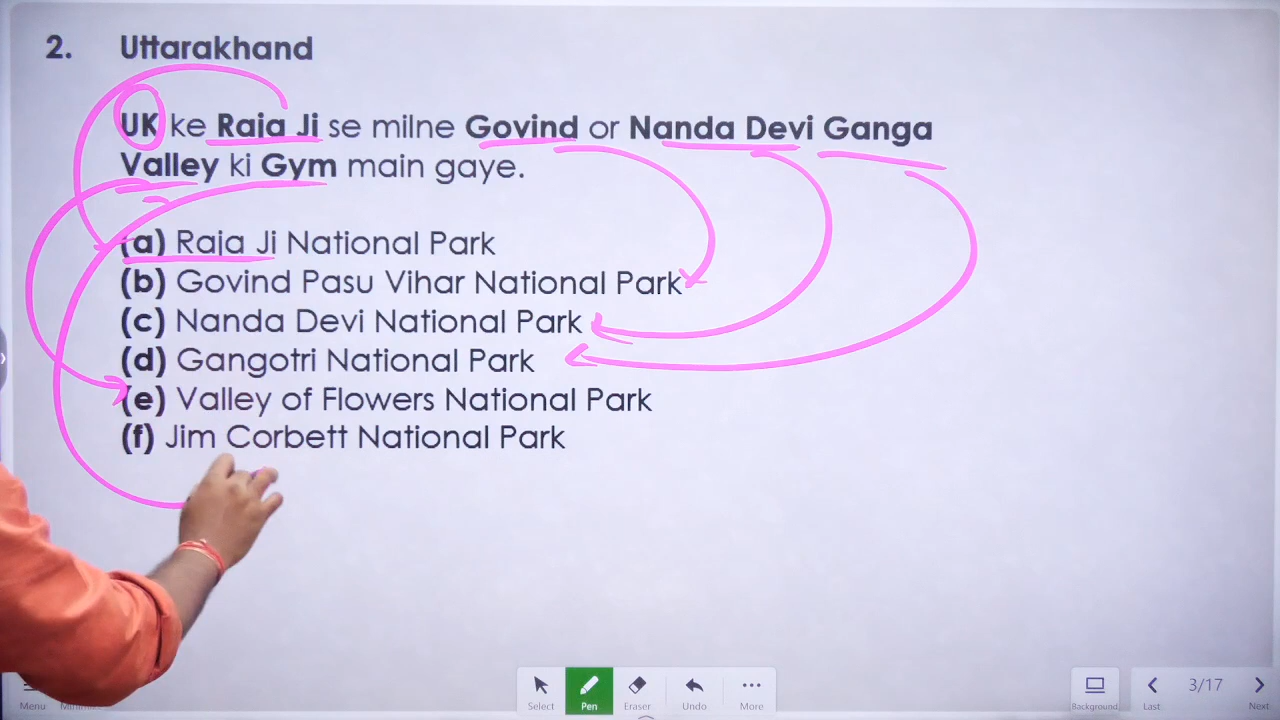 2. Uttarakhand
UK ke Raja Ji se milne Govind or Nanda Devi Ganga
Valley ki Gym main gaye.
(a) Raja Ji National Park
(b) Govind Pasu Vihar National Park
(c) Nanda Devi National Park
(d) Gangotri National Park
(e) Valley of Flowers National Park
(f) Jim Corbett National Park
Menu Select Pen Eraser Undo More Background Last 3/17 Next